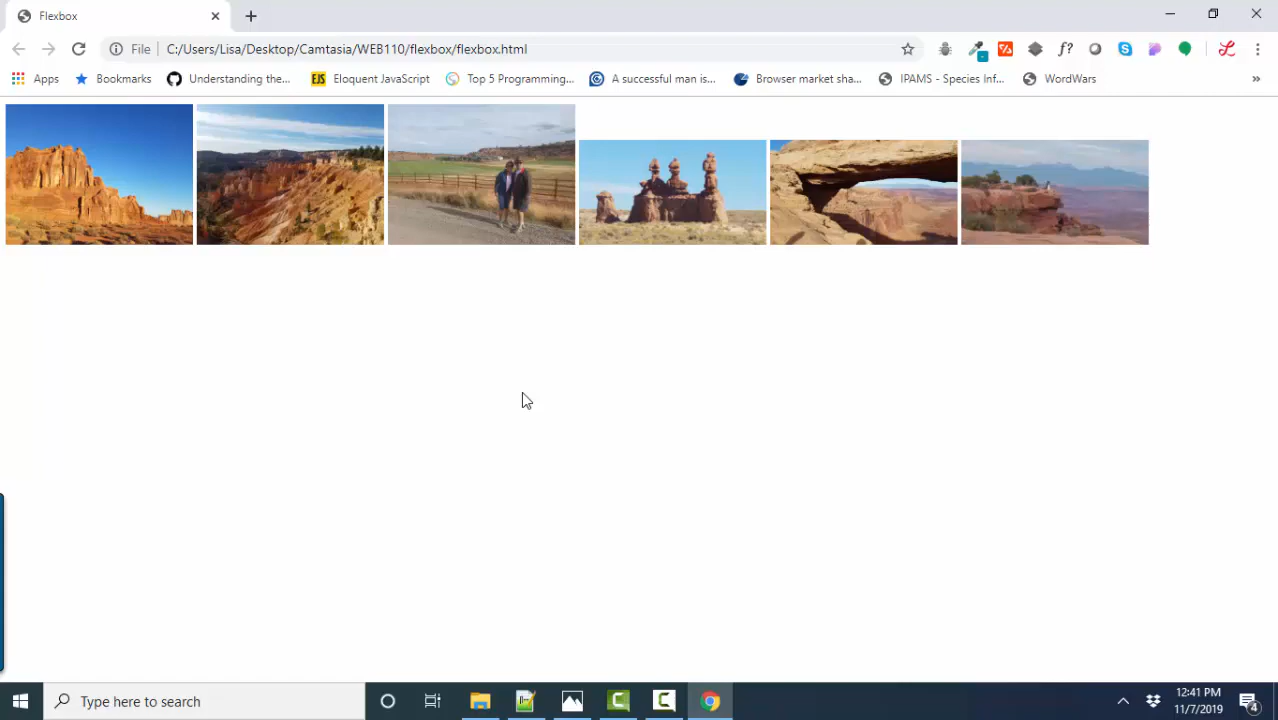 Flexbox
File C:/Users/Lisa/Desktop/Camtasia/WEB110/flexbox/flexbox.html f?
Apps Bookmarks Understanding the... EJS Eloquent JavaScript Top 5 Programming... A successful man is... Browser market sha... IPAMS - Species Inf... WordWars »
Type here to search
12:41 PM
11/7/2019
4